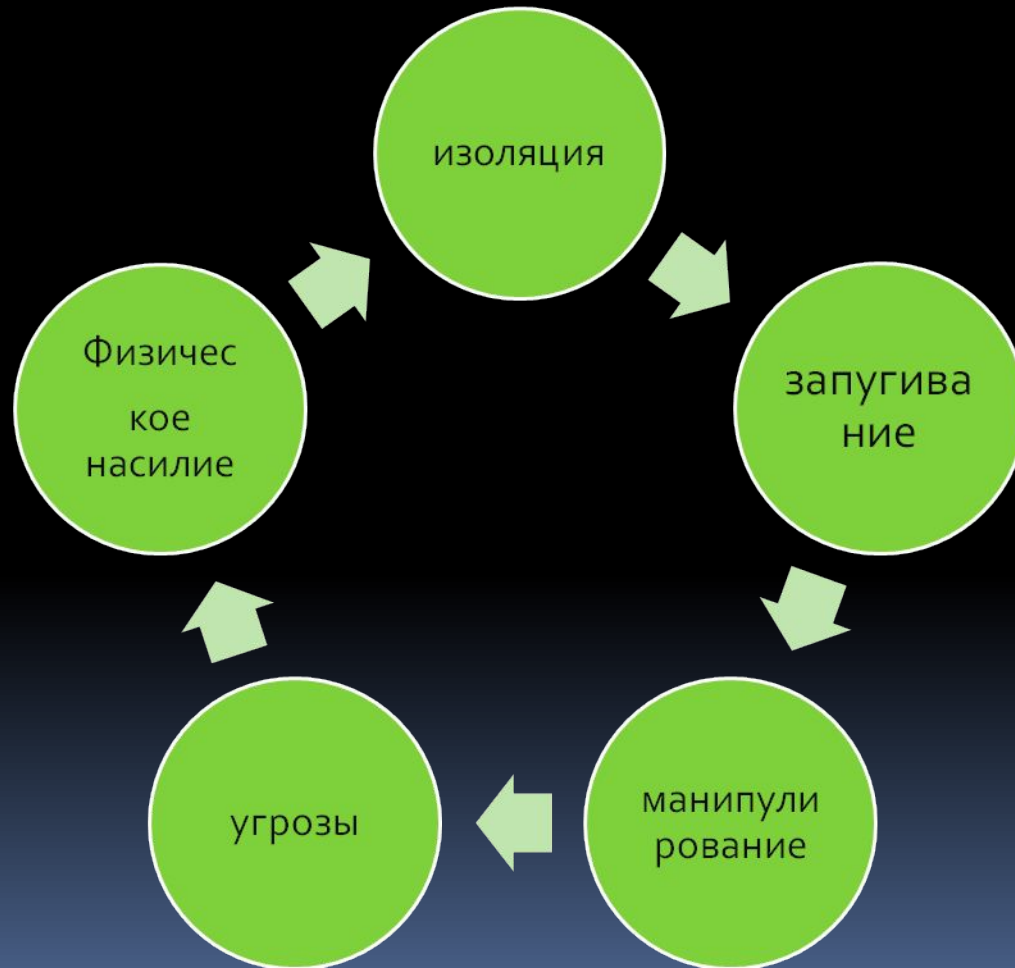 изоляция
запугива
ние
манипули
рование
угрозы
Физичес
кое
насилие